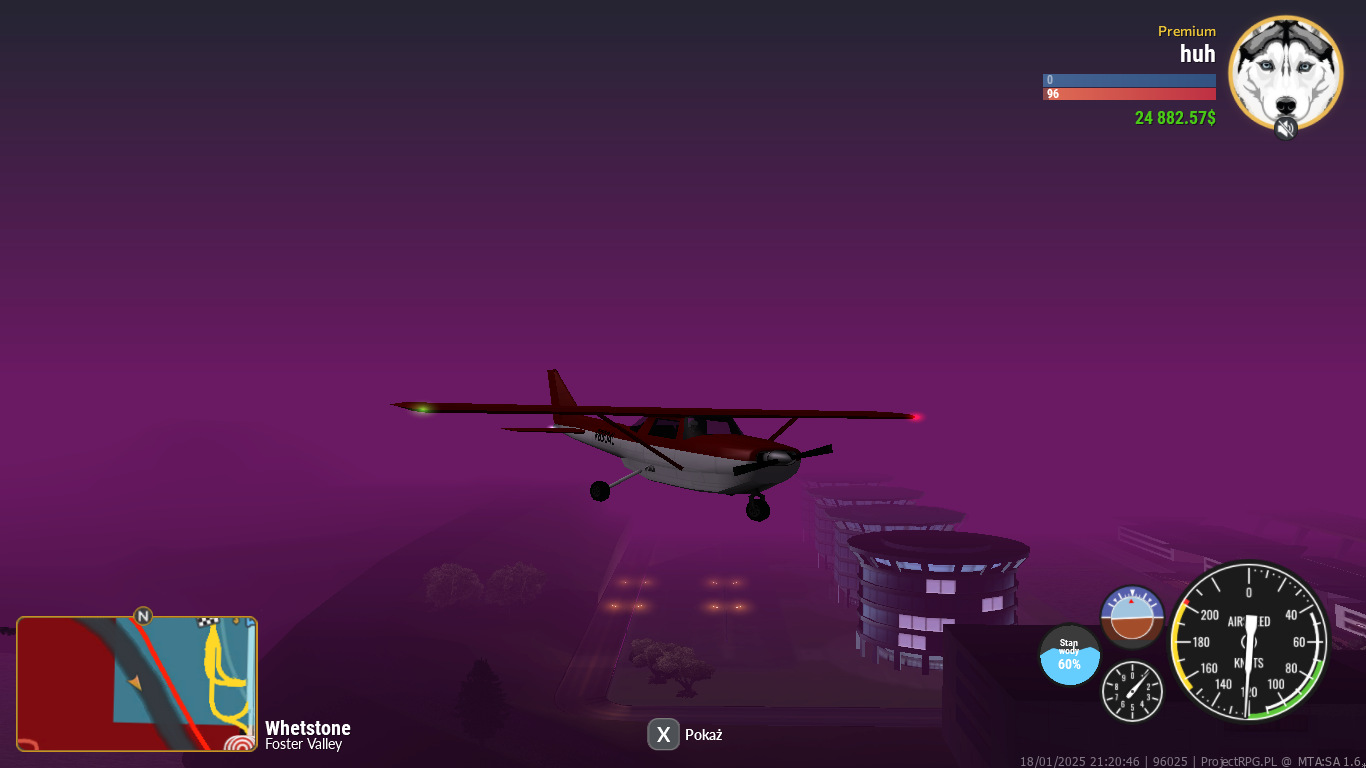 Premium
huh
0
96
24 882.57$
N
Whetstone
Foster Valley
X Pokaż
Stan
wody
60%
0
200 40
180 60
160 80
140 120 100
KNOTS
18/01/2025 21:20:46 | 96025 | ProjectRPG.PL @ MTA:SA 1.6